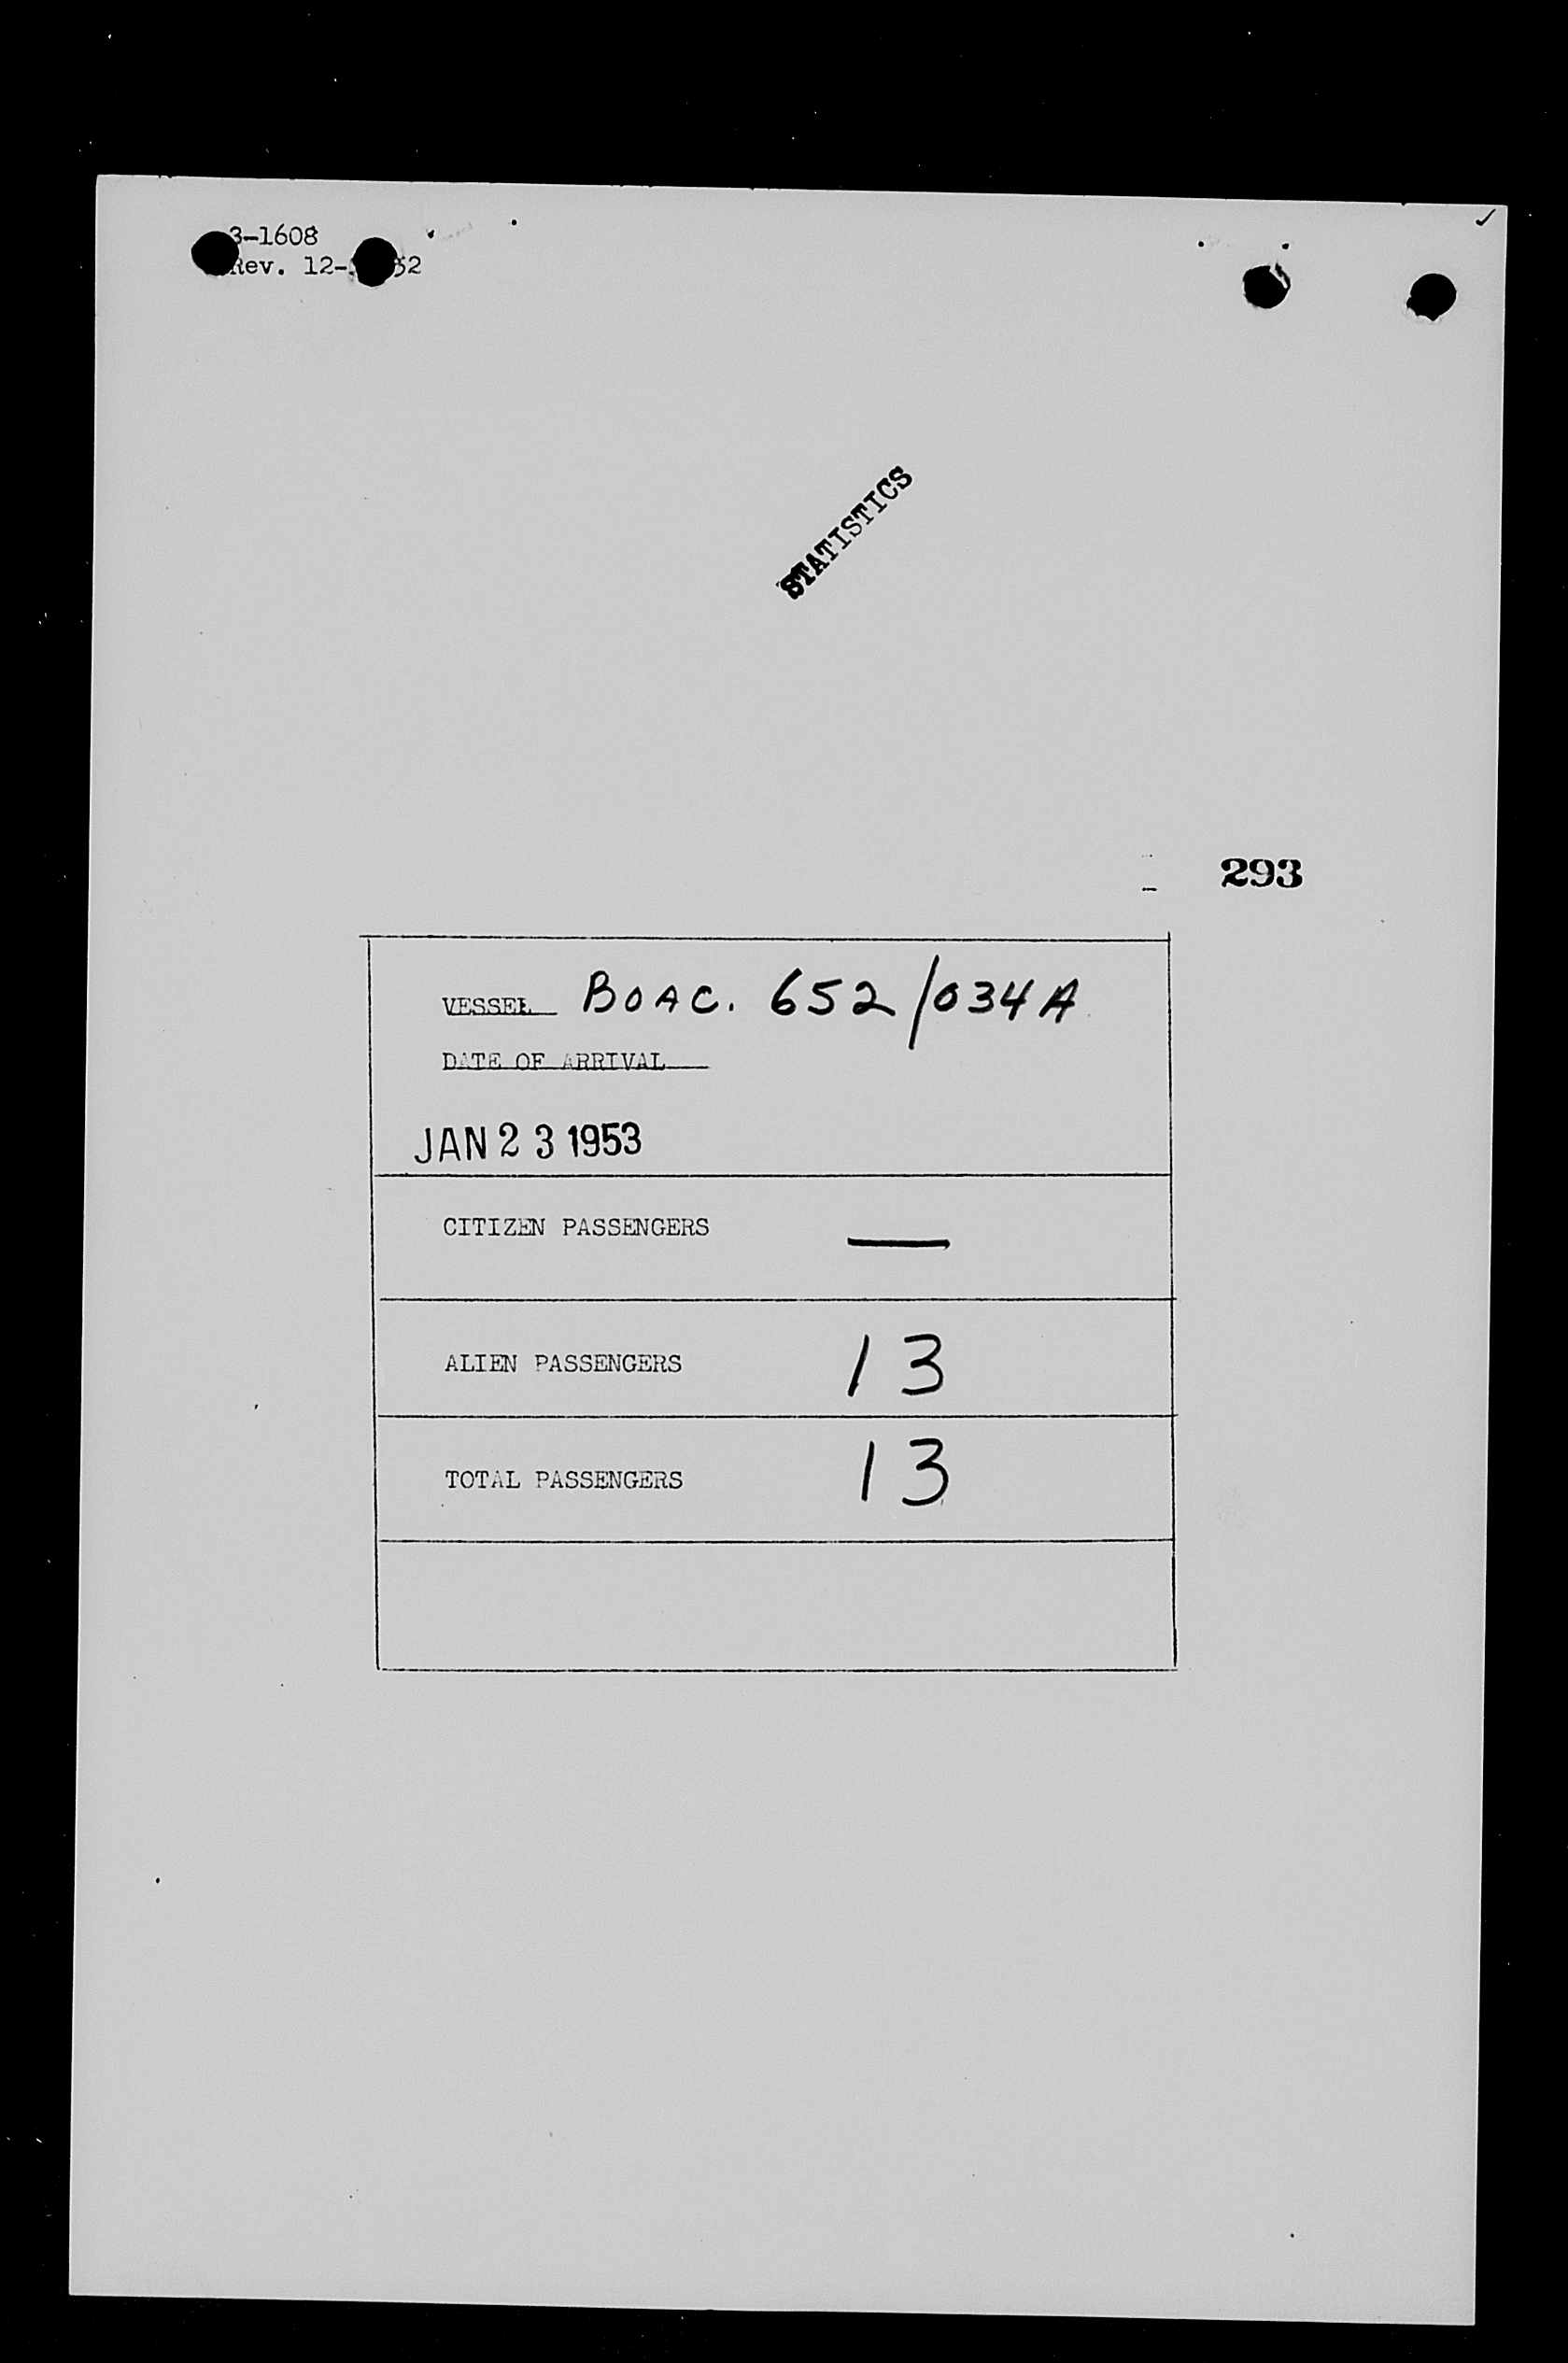 3-1608
Rev. 12- 52
STATISTICS
293
VESSEL BOAC. 652/034A
DATE OF ARRIVAL
JAN 23 1953
CITIZEN PASSENGERS —
ALIEN PASSENGERS 13
TOTAL PASSENGERS 13